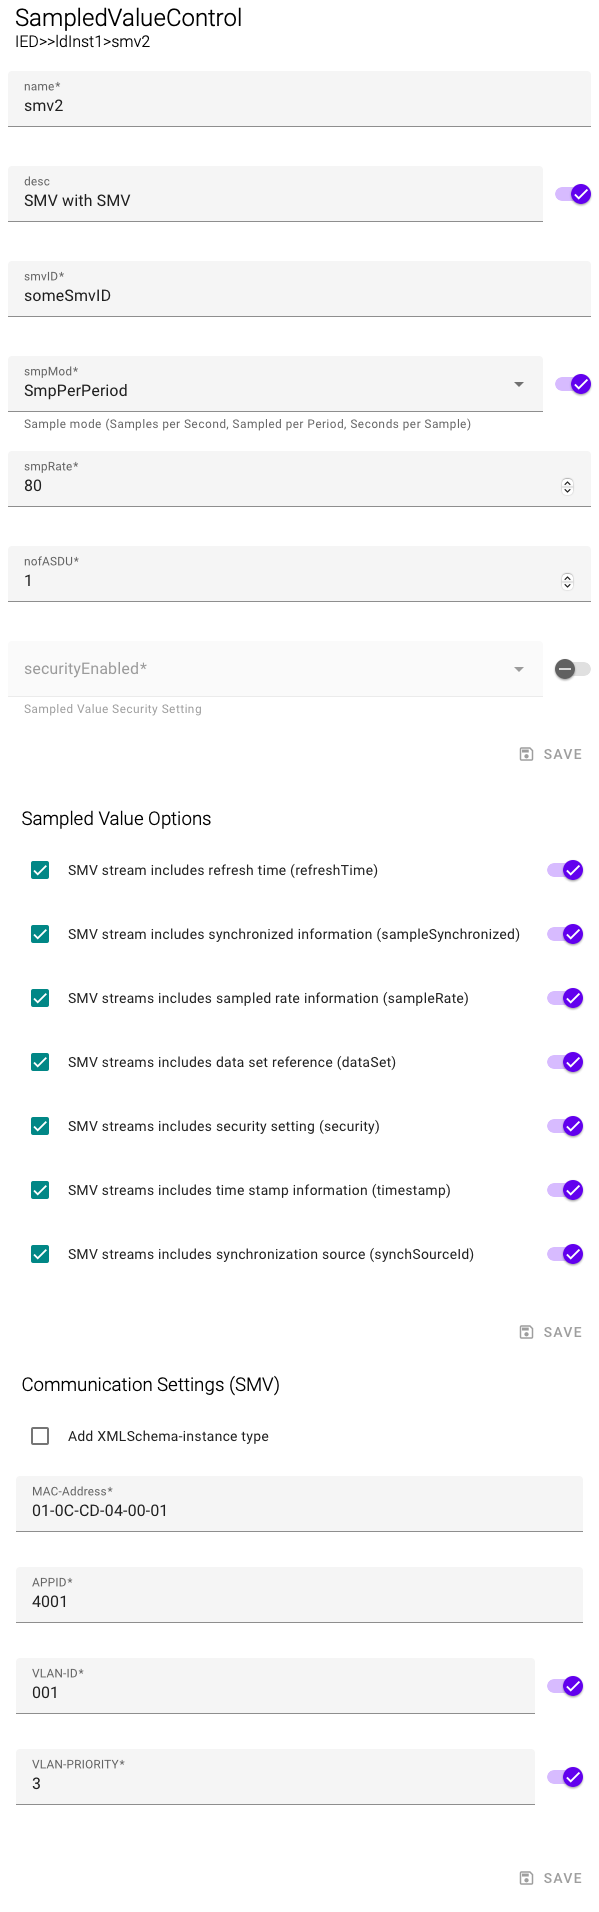 SampledValueControl
IED>>ldInst1>smv2
name*
smv2
desc
SMV with SMV
smvID*
someSmvID
smpMod*
SmpPerPeriod
Sample mode (Samples per Second, Sampled per Period, Seconds per Sample)
smpRate*
80
nofASDU*
1
securityEnabled*
Sampled Value Security Setting
SAVE
Sampled Value Options
SMV stream includes refresh time (refreshTime)
SMV stream includes synchronized information (sampleSynchronized)
SMV streams includes sampled rate information (sampleRate)
SMV streams includes data set reference (dataSet)
SMV streams includes security setting (security)
SMV streams includes time stamp information (timestamp)
SMV streams includes synchronization source (synchSourceId)
SAVE
Communication Settings (SMV)
Add XMLSchema-instance type
MAC-Address*
01-0C-CD-04-00-01
APPID*
4001
VLAN-ID*
001
VLAN-PRIORITY*
3
SAVE